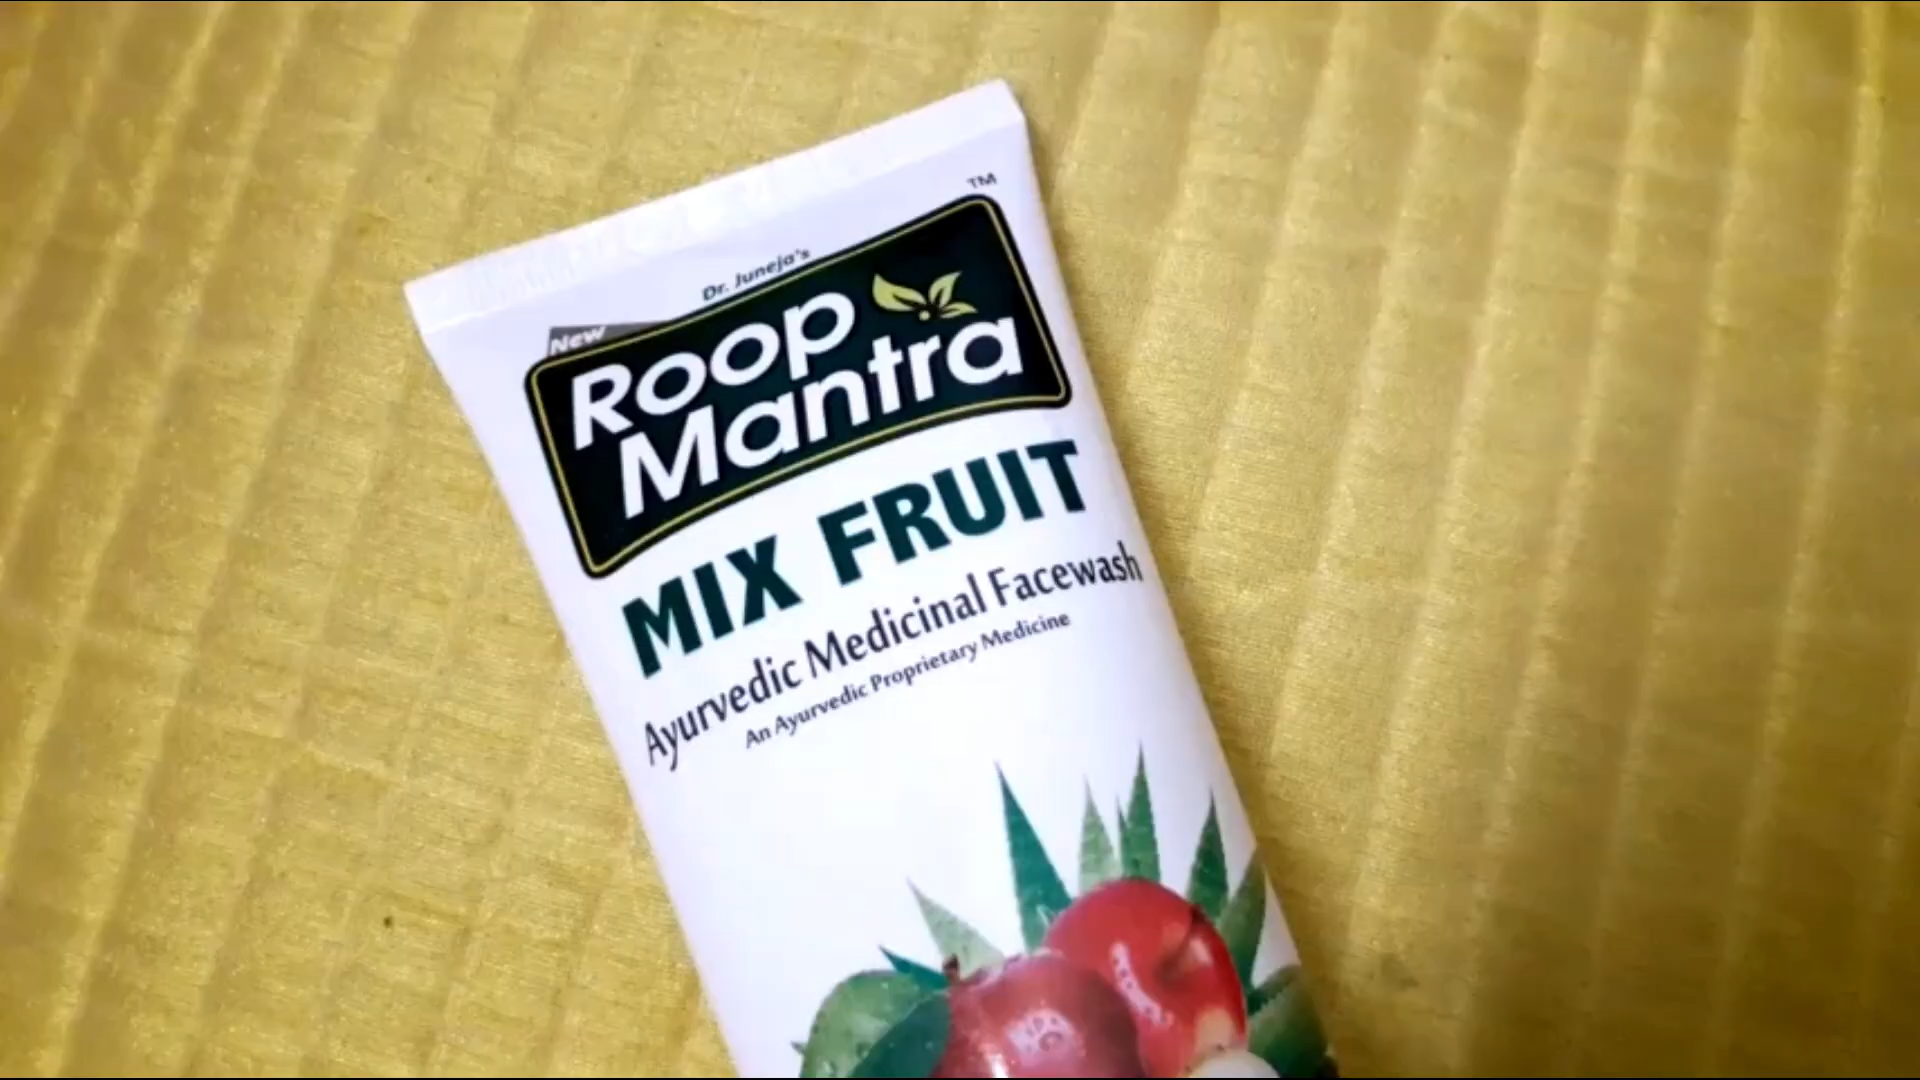 TM
Dr. Juneja's
New
Roop
Mantra
MIX FRUIT
Ayurvedic Medicinal Facewash
An Ayurvedic Proprietary Medicine